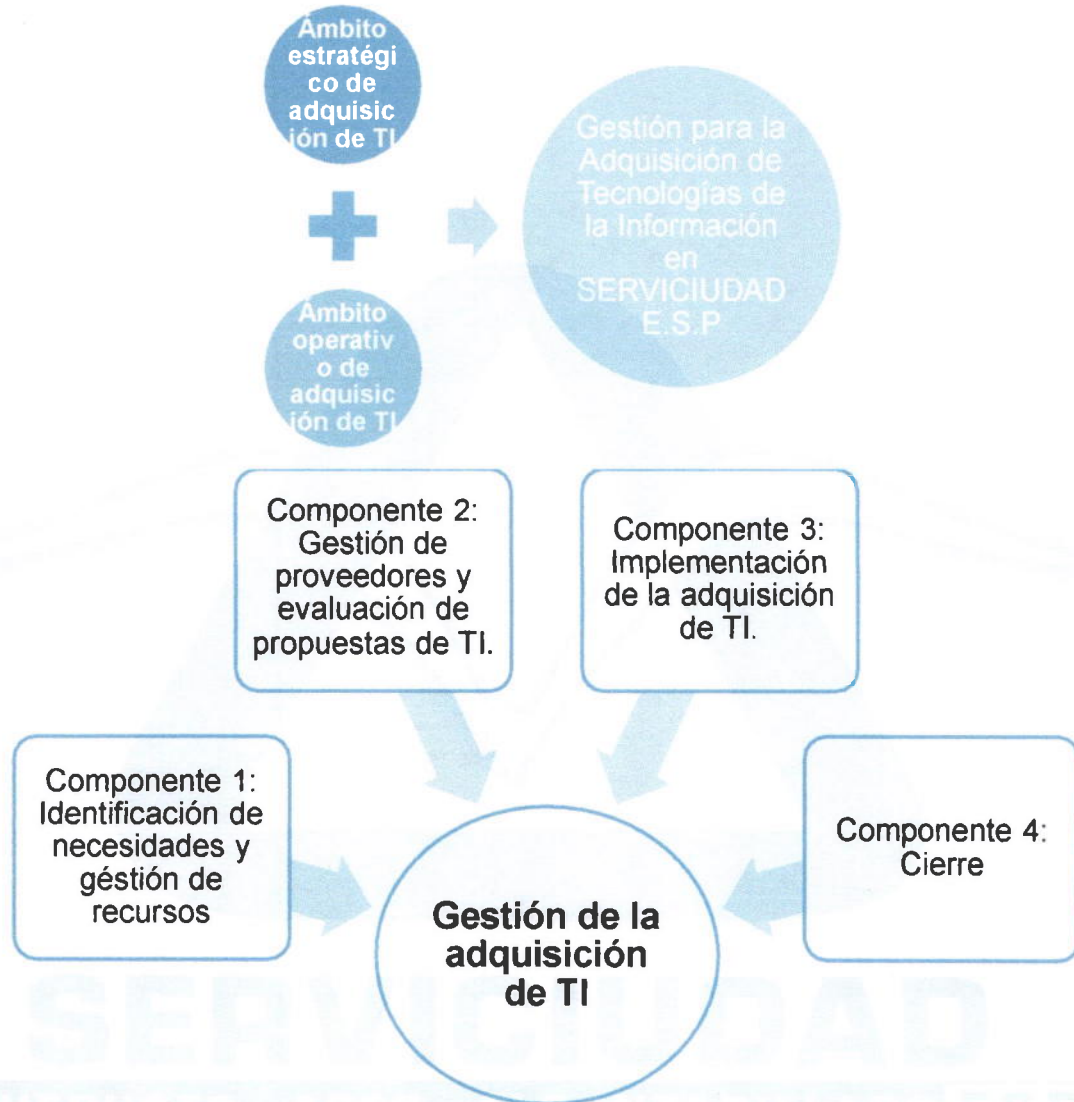 Ámbito
estratégi
co de
adquisic
ión de TI
Gestión para la
Adquisición de
Tecnologías de
la Información
en
SERVICIUDAD
E.S.P
Ámbito
operativ
o de
adquisic
ión de TI
Componente 2:
Gestión de
proveedores y
evaluación de
propuestas de TI.
Componente 3:
Implementación
de la adquisición
de TI.
Componente 1:
Identificación de
necesidades y
géstión de
recursos
Componente 4:
Cierre
Gestión de la
adquisición
de TI
SERVICIUDAD